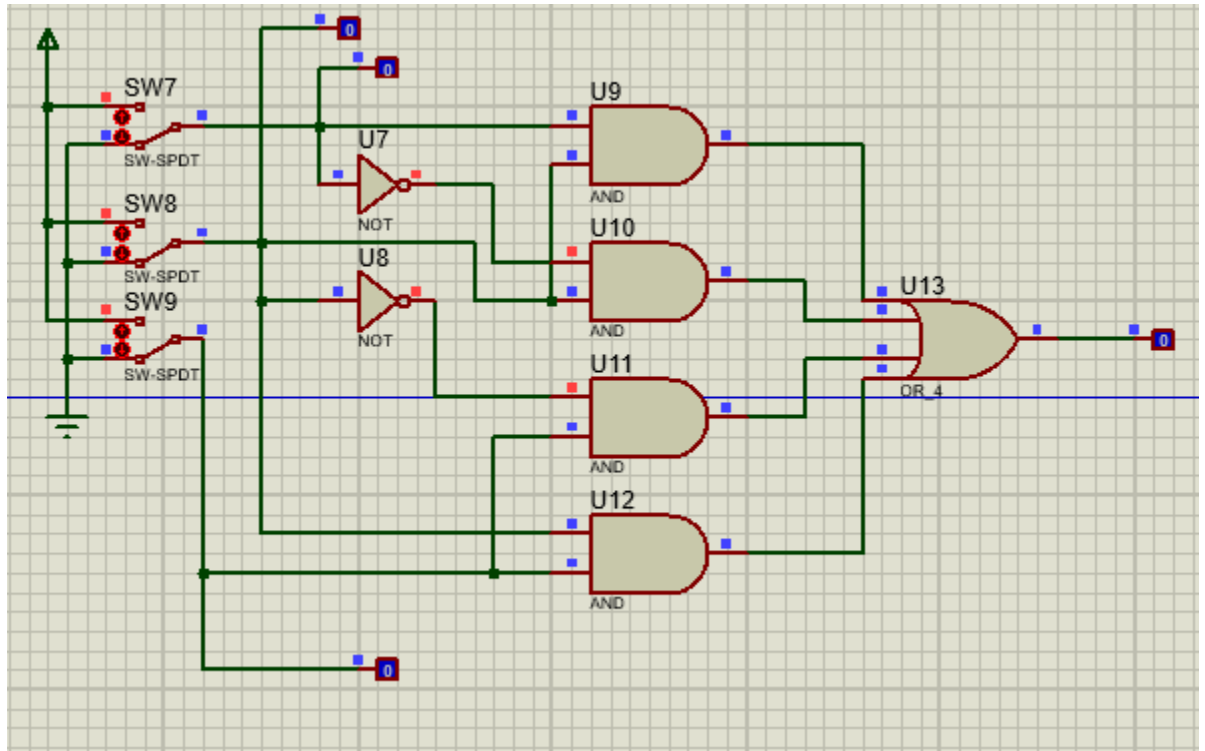 0
0
SW7
SW-SPDT
U9
AND
U7
NOT
SW8
SW-SPDT
U10
AND
U8
NOT
SW9
SW-SPDT
U13
OR_4
0
U11
AND
U12
AND
0